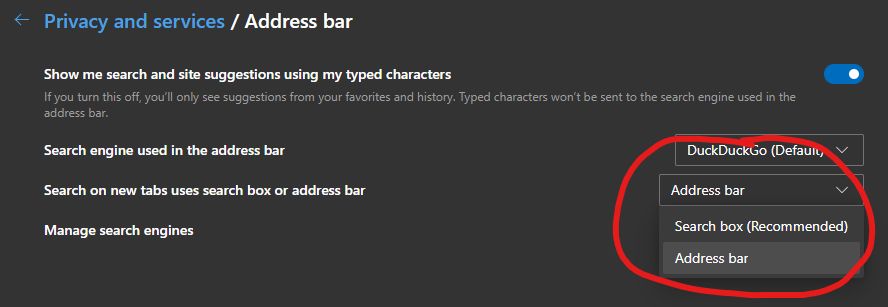 Privacy and services / Address bar
Show me search and site suggestions using my typed characters
If you turn this off, you'll only see suggestions from your favorites and history. Typed characters won't be sent to the search engine used in the
address bar.
Search engine used in the address bar
DuckDuckGo (Default)
Search on new tabs uses search box or address bar
Address bar
Manage search engines
Search box (Recommended)
Address bar